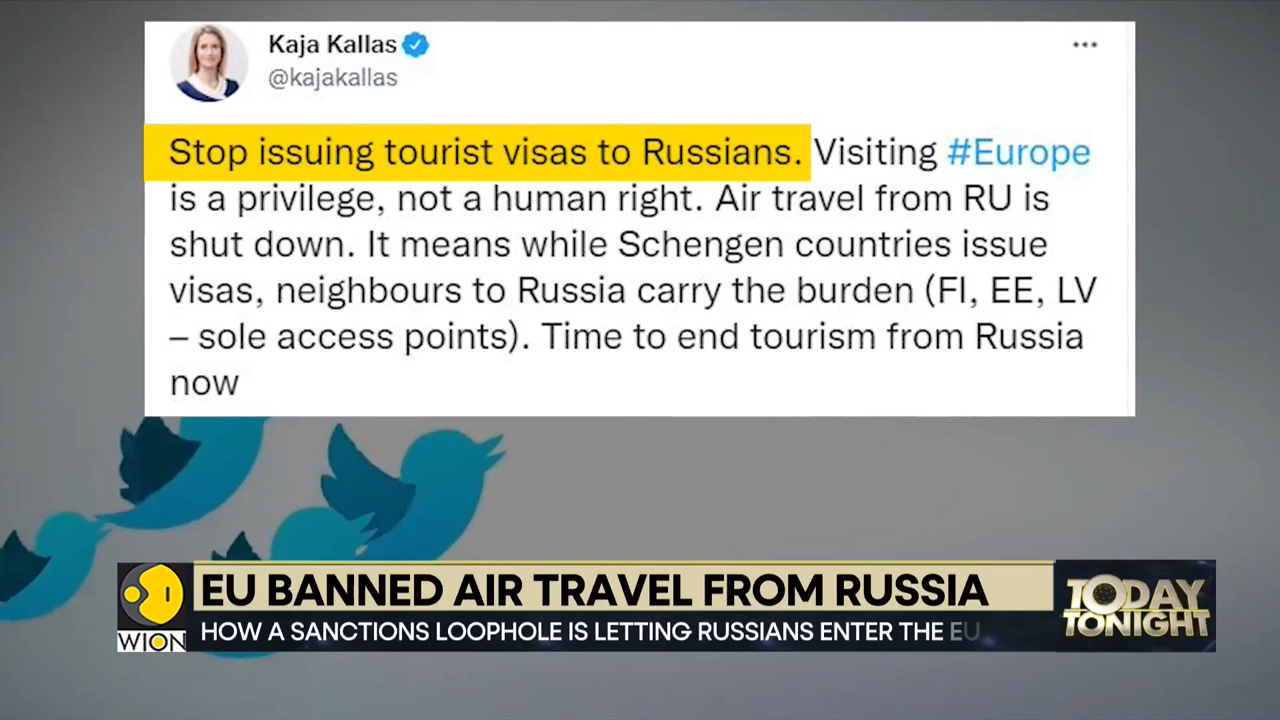 Kaja Kallas
@kajakallas
Stop issuing tourist visas to Russians. Visiting #Europe
is a privilege, not a human right. Air travel from RU is
shut down. It means while Schengen countries issue
visas, neighbours to Russia carry the burden (FI, EE, LV
– sole access points). Time to end tourism from Russia
now
EU BANNED AIR TRAVEL FROM RUSSIA
HOW A SANCTIONS LOOPHOLE IS LETTING RUSSIANS ENTER THE EU
WION
TODAY
TONIGHT